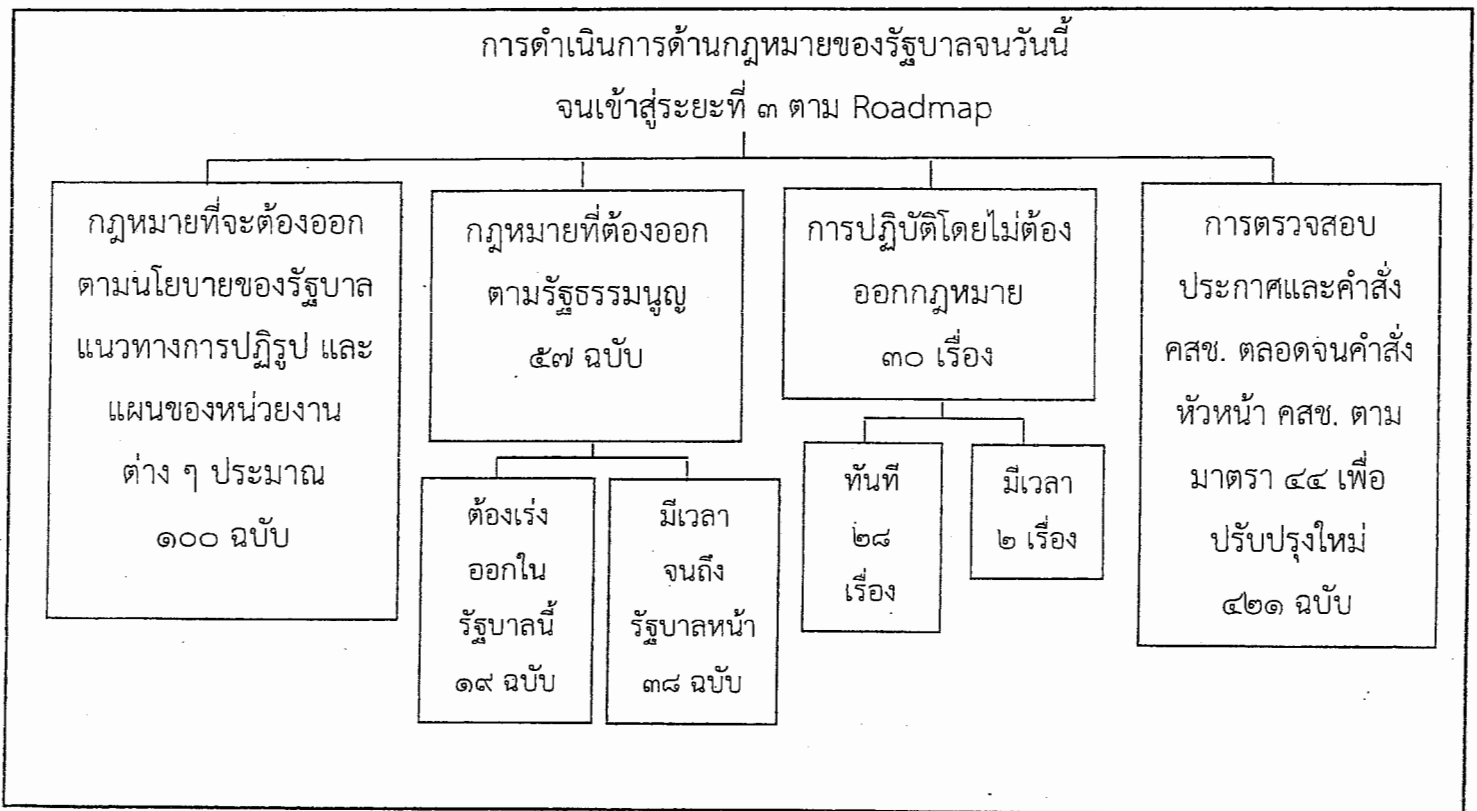 การดำเนินการด้านกฎหมายของรัฐบาลจนวันนี้
จนเข้าสู่ระยะที่ ๓ ตาม Roadmap
กฎหมายที่จะต้องออก
ตามนโยบายของรัฐบาล
แนวทางการปฏิรูป และ
แผนของหน่วยงาน
ต่าง ๆ ประมาณ
๑๐๐ ฉบับ
กฎหมายที่ต้องออก
ตามรัฐธรรมนูญ
๕๗ ฉบับ
ต้องเร่ง
ออกใน
รัฐบาลนี้
๑๙ ฉบับ
มีเวลา
จนถึง
รัฐบาลหน้า
๓๘ ฉบับ
การปฏิบัติโดยไม่ต้อง
ออกกฎหมาย
๓๐ เรื่อง
ทันที
๒๘
เรื่อง
มีเวลา
๒ เรื่อง
การตรวจสอบ
ประกาศและคำสั่ง
คสช. ตลอดจนคำสั่ง
หัวหน้า คสช. ตาม
มาตรา ๔๔ เพื่อ
ปรับปรุงใหม่
๔๒๑ ฉบับ